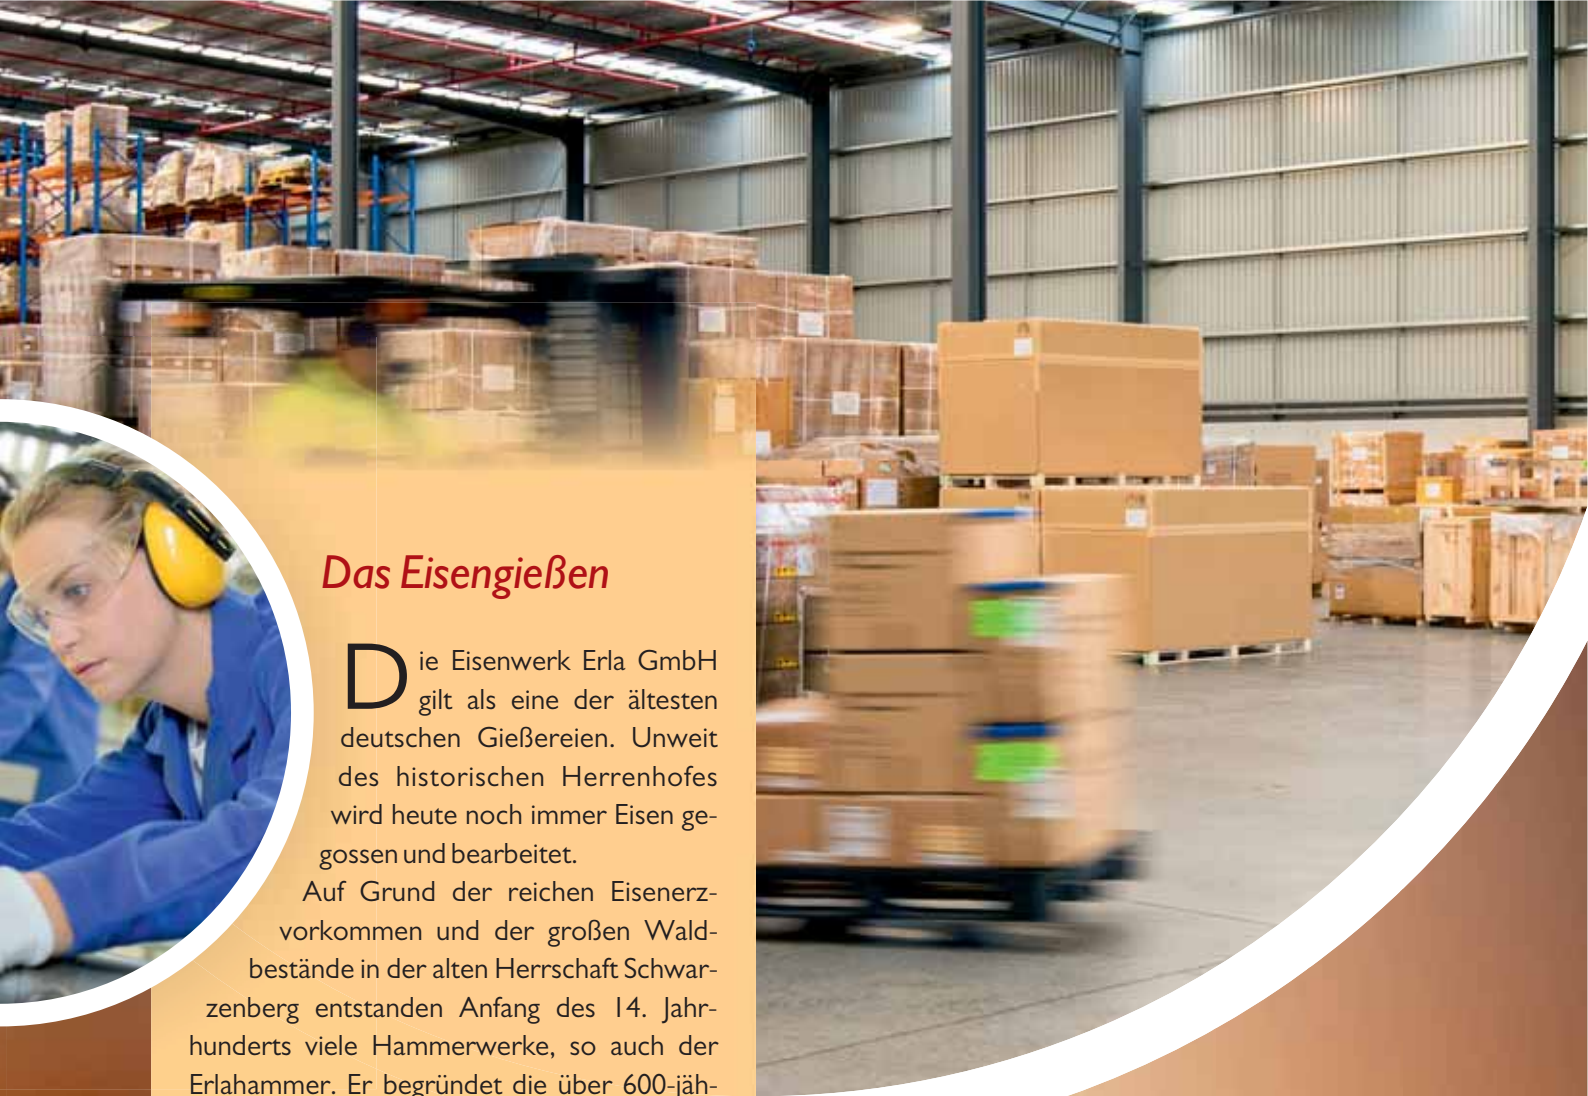 Das Eisengießen
Die Eisenwerk Erla GmbH
gilt als eine der ältesten
deutschen Gießereien. Unweit
des historischen Herrenhofes
wird heute noch immer Eisen ge-
gossen und bearbeitet.
Auf Grund der reichen Eisenerz-
vorkommen und der großen Wald-
bestände in der alten Herrschaft Schwar-
zenberg entstanden Anfang des 14. Jahr-
hunderts viele Hammerwerke, so auch der
Erlahammer. Er begründet die über 600-jäh-